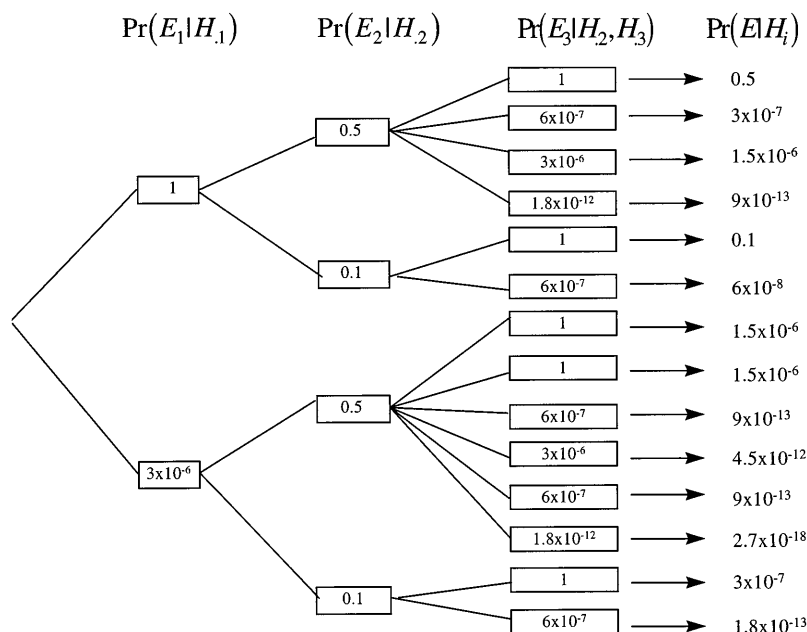 Pr(E₁|H.₁) Pr(E₂|H.₂) Pr(E₃|H.₂,H.₃) Pr(E|Hᵢ)
1 0.5
0.5 6x10⁻⁷ 3x10⁻⁷
3x10⁻⁶ 1.5x10⁻⁶
1 1.8x10⁻¹² 9x10⁻¹³
1 0.1
0.1 6x10⁻⁷ 6x10⁻⁸
1 1.5x10⁻⁶
1 1.5x10⁻⁶
0.5 6x10⁻⁷ 9x10⁻¹³
3x10⁻⁶ 3x10⁻⁶ 4.5x10⁻¹²
6x10⁻⁷ 9x10⁻¹³
1.8x10⁻¹² 2.7x10⁻¹⁸
1 3x10⁻⁷
0.1 6x10⁻⁷ 1.8x10⁻¹³